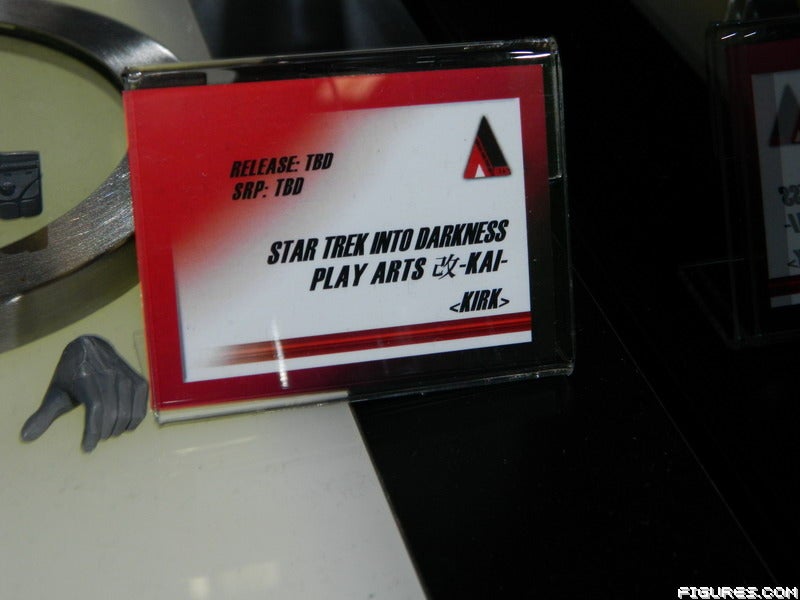 RELEASE: TBD
SRP: TBD
STAR TREK INTO DARKNESS
PLAY ARTS 改-KAI-
<KIRK>
FIGURES.COM